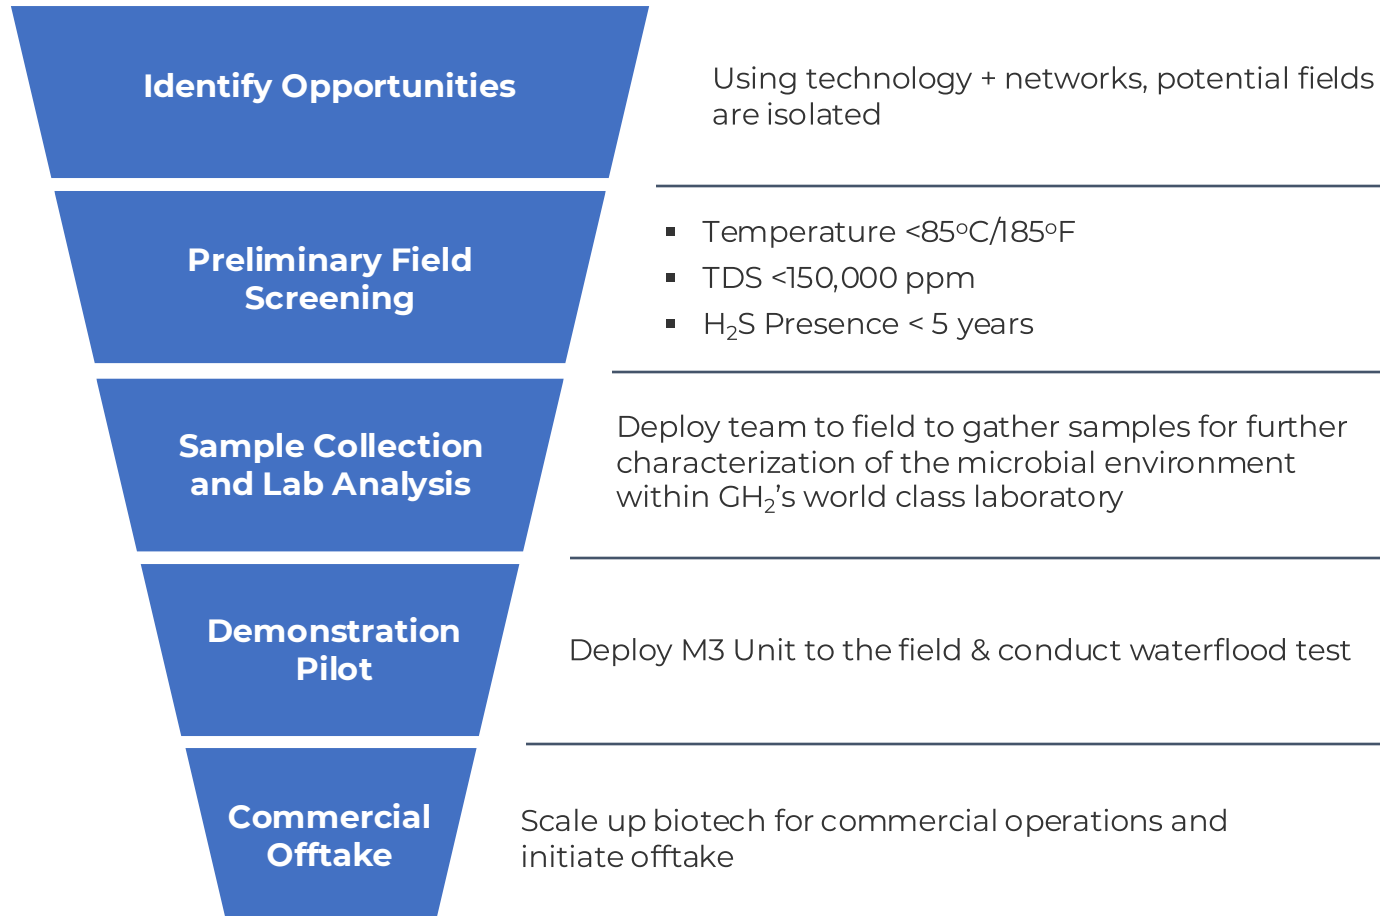 Identify Opportunities
Using technology + networks, potential fields
are isolated
Preliminary Field
Screening
▪ Temperature <85°C/185°F
▪ TDS <150,000 ppm
▪ H₂S Presence < 5 years
Sample Collection
and Lab Analysis
Deploy team to field to gather samples for further
characterization of the microbial environment
within GH₂’s world class laboratory
Demonstration
Pilot
Deploy M3 Unit to the field & conduct waterflood test
Commercial
Offtake
Scale up biotech for commercial operations and
initiate offtake